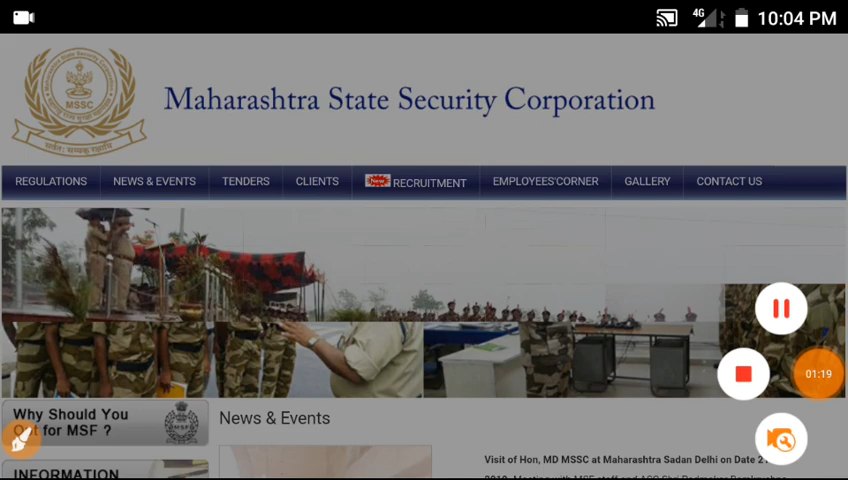 4G 10:04 PM
MSSC
Maharashtra State Security Corporation
REGULATIONS NEWS & EVENTS TENDERS CLIENTS New RECRUITMENT EMPLOYEES'CORNER GALLERY CONTACT US
01:19
Why Should You
for MSF ?
News & Events
INFORMATION
Visit of Hon, MD MSSC at Maharashtra Sadan Delhi on Date